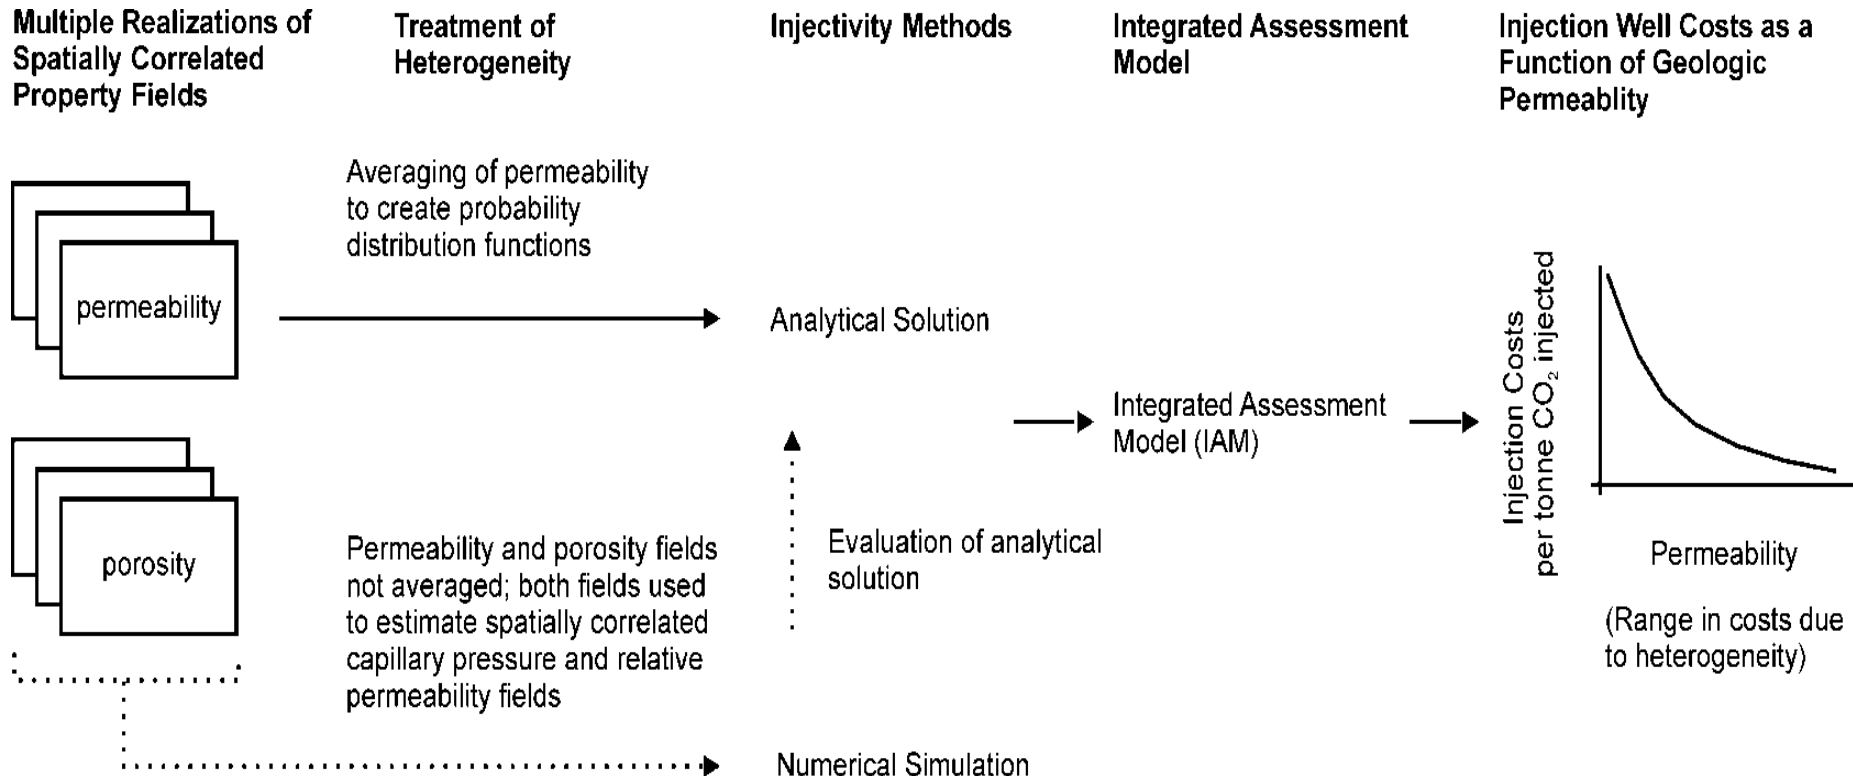 Multiple Realizations of
Spatially Correlated
Property Fields
Treatment of
Heterogeneity
Injectivity Methods
Integrated Assessment
Model
Injection Well Costs as a
Function of Geologic
Permeablity
permeability
Averaging of permeability
to create probability
distribution functions
Analytical Solution
porosity
Permeability and porosity fields
not averaged; both fields used
to estimate spatially correlated
capillary pressure and relative
permeability fields
Evaluation of analytical
solution
Numerical Simulation
Integrated Assessment
Model (IAM)
Injection Costs
per tonne CO₂ injected
Permeability
(Range in costs due
to heterogeneity)